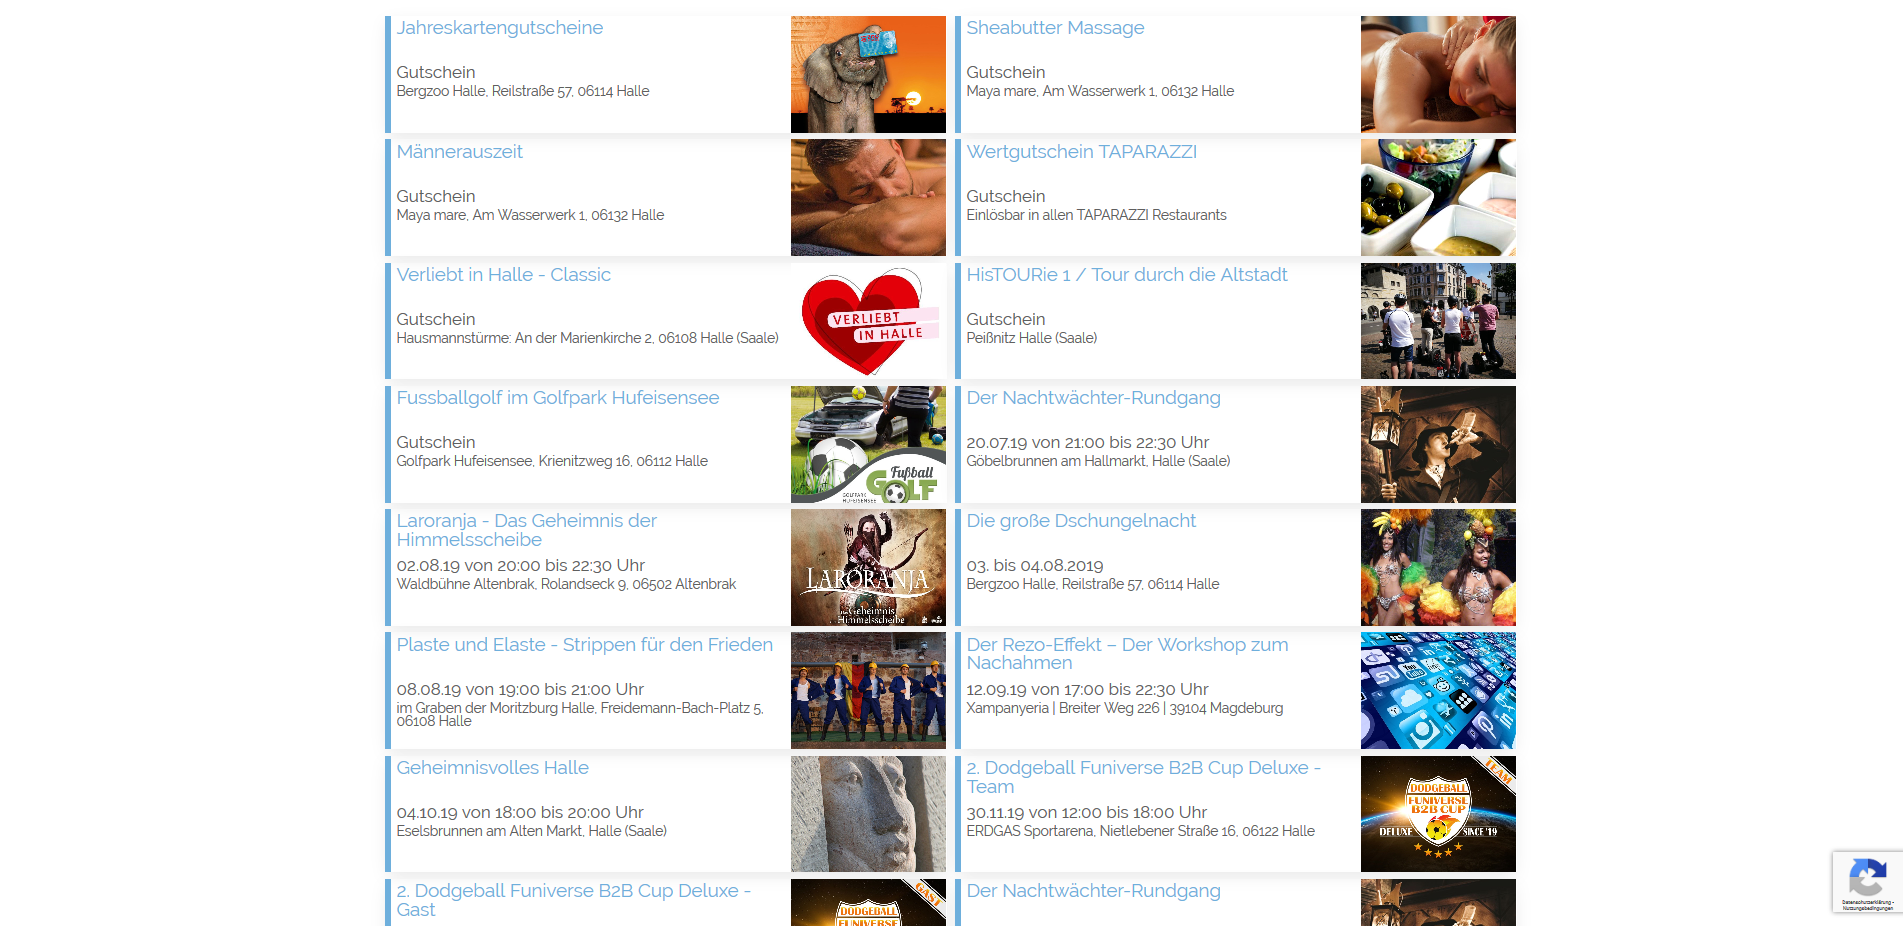 Jahreskartengutscheine
Gutschein
Bergzoo Halle, Reilstraße 57, 06114 Halle
Sheabutter Massage
Gutschein
Maya mare, Am Wasserwerk 1, 06132 Halle
Männerauszeit
Gutschein
Maya mare, Am Wasserwerk 1, 06132 Halle
Wertgutschein TAPARAZZI
Gutschein
Einlösbar in allen TAPARAZZI Restaurants
Verliebt in Halle - Classic
Gutschein
Hausmannstürme: An der Marienkirche 2, 06108 Halle (Saale)
VERLIEBT
IN HALLE
HisTOURie 1 / Tour durch die Altstadt
Gutschein
Peißnitz Halle (Saale)
Fussballgolf im Golfpark Hufeisensee
Gutschein
Golfpark Hufeisensee, Krienitzweg 16, 06112 Halle
Fußball
GOLF
GOLFPARK
HUFEISENSEE
Der Nachtwächter-Rundgang
20.07.19 von 21:00 bis 22:30 Uhr
Göbelbrunnen am Hallmarkt, Halle (Saale)
Laroranja - Das Geheimnis der
Himmelsscheibe
02.08.19 von 20:00 bis 22:30 Uhr
Waldbühne Altenbrak, Rolandseck 9, 06502 Altenbrak
LARORANJA
Geheimnis
Himmelsscheibe
Die große Dschungelnacht
03. bis 04.08.2019
Bergzoo Halle, Reilstraße 57, 06114 Halle
Plaste und Elaste - Strippen für den Frieden
08.08.19 von 19:00 bis 21:00 Uhr
im Graben der Moritzburg Halle, Freidemann-Bach-Platz 5,
06108 Halle
Der Rezo-Effekt – Der Workshop zum
Nachahmen
12.09.19 von 17:00 bis 22:30 Uhr
Xampanyeria | Breiter Weg 226 | 39104 Magdeburg
Geheimnisvolles Halle
04.10.19 von 18:00 bis 20:00 Uhr
Eselsbrunnen am Alten Markt, Halle (Saale)
2. Dodgeball Funiverse B2B Cup Deluxe -
Team
30.11.19 von 12:00 bis 18:00 Uhr
ERDGAS Sportarena, Nietlebener Straße 16, 06122 Halle
TEAM
DODGEBALL
FUNIVERSE
B2B CUP
DELUXE SINCE '19
2. Dodgeball Funiverse B2B Cup Deluxe -
Gast
GAST
DODGEBALL
FUNIVERSE
Der Nachtwächter-Rundgang
Datenschutzerklärung -
Nutzungsbedingungen